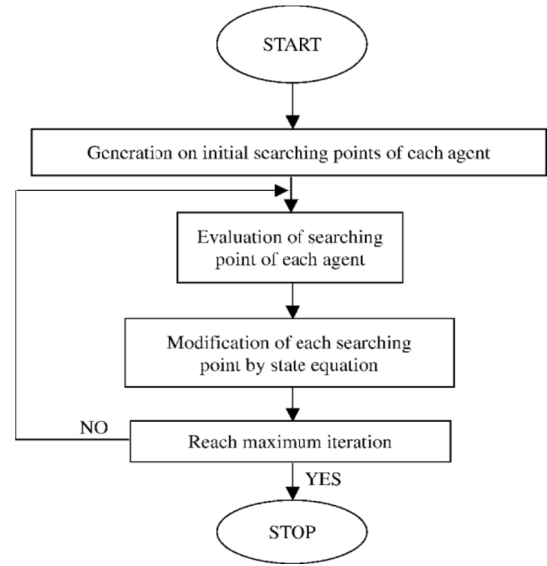 START
Generation on initial searching points of each agent
Evaluation of searching
point of each agent
Modification of each searching
point by state equation
NO
Reach maximum iteration
YES
STOP